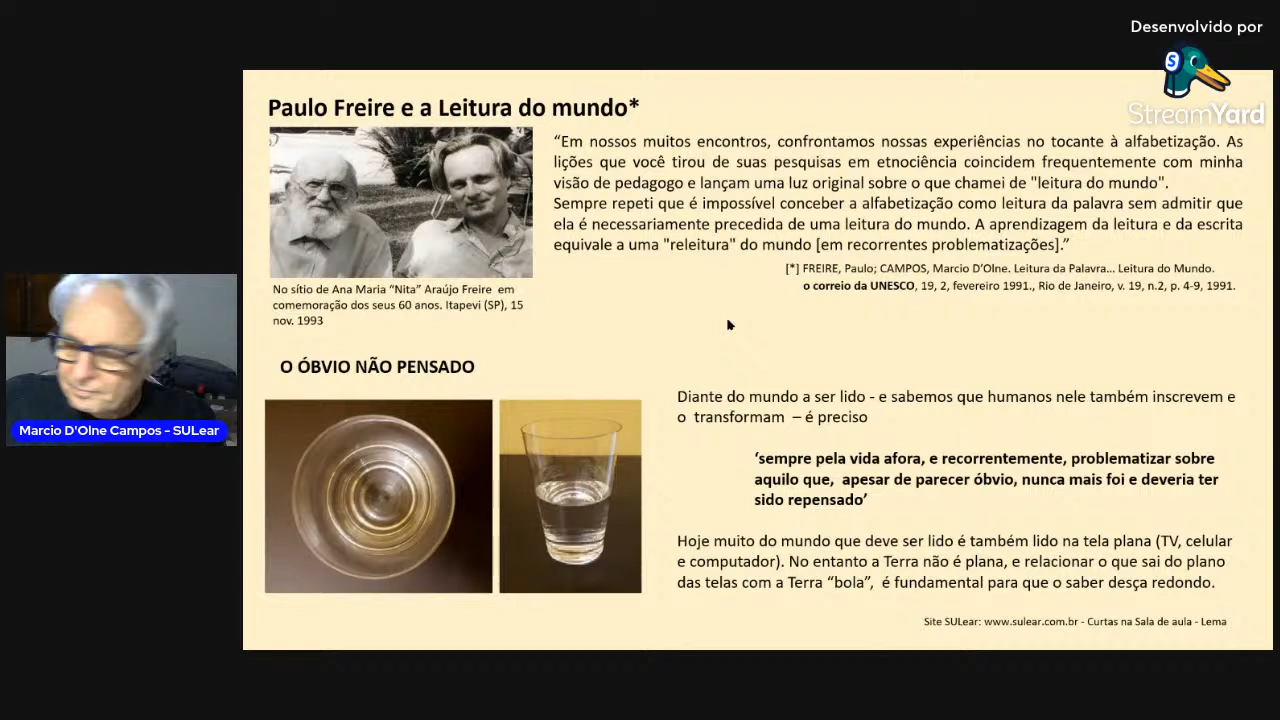 Desenvolvido por
S
StreamYard
Paulo Freire e a Leitura do mundo*
“Em nossos muitos encontros, confrontamos nossas experiências no tocante à alfabetização. As
lições que você tirou de suas pesquisas em etnociência coincidem frequentemente com minha
visão de pedagogo e lançam uma luz original sobre o que chamei de "leitura do mundo".
Sempre repeti que é impossível conceber a alfabetização como leitura da palavra sem admitir que
ela é necessariamente precedida de uma leitura do mundo. A aprendizagem da leitura e da escrita
equivale a uma "releitura" do mundo [em recorrentes problematizações].”
[*] FREIRE, Paulo; CAMPOS, Marcio D’Olne. Leitura da Palavra... Leitura do Mundo.
o correio da UNESCO, 19, 2, fevereiro 1991., Rio de Janeiro, v. 19, n.2, p. 4-9, 1991.
No sítio de Ana Maria “Nita” Araújo Freire em
comemoração dos seus 60 anos. Itapevi (SP), 15
nov. 1993
O ÓBVIO NÃO PENSADO
Diante do mundo a ser lido - e sabemos que humanos nele também inscrevem e
o transformam – é preciso
‘sempre pela vida afora, e recorrentemente, problematizar sobre
aquilo que, apesar de parecer óbvio, nunca mais foi e deveria ter
sido repensado’
Hoje muito do mundo que deve ser lido é também lido na tela plana (TV, celular
e computador). No entanto a Terra não é plana, e relacionar o que sai do plano
das telas com a Terra “bola”, é fundamental para que o saber desça redondo.
Site SULear: www.sulear.com.br - Curtas na Sala de aula - Lema
Marcio D'Olne Campos - SULear